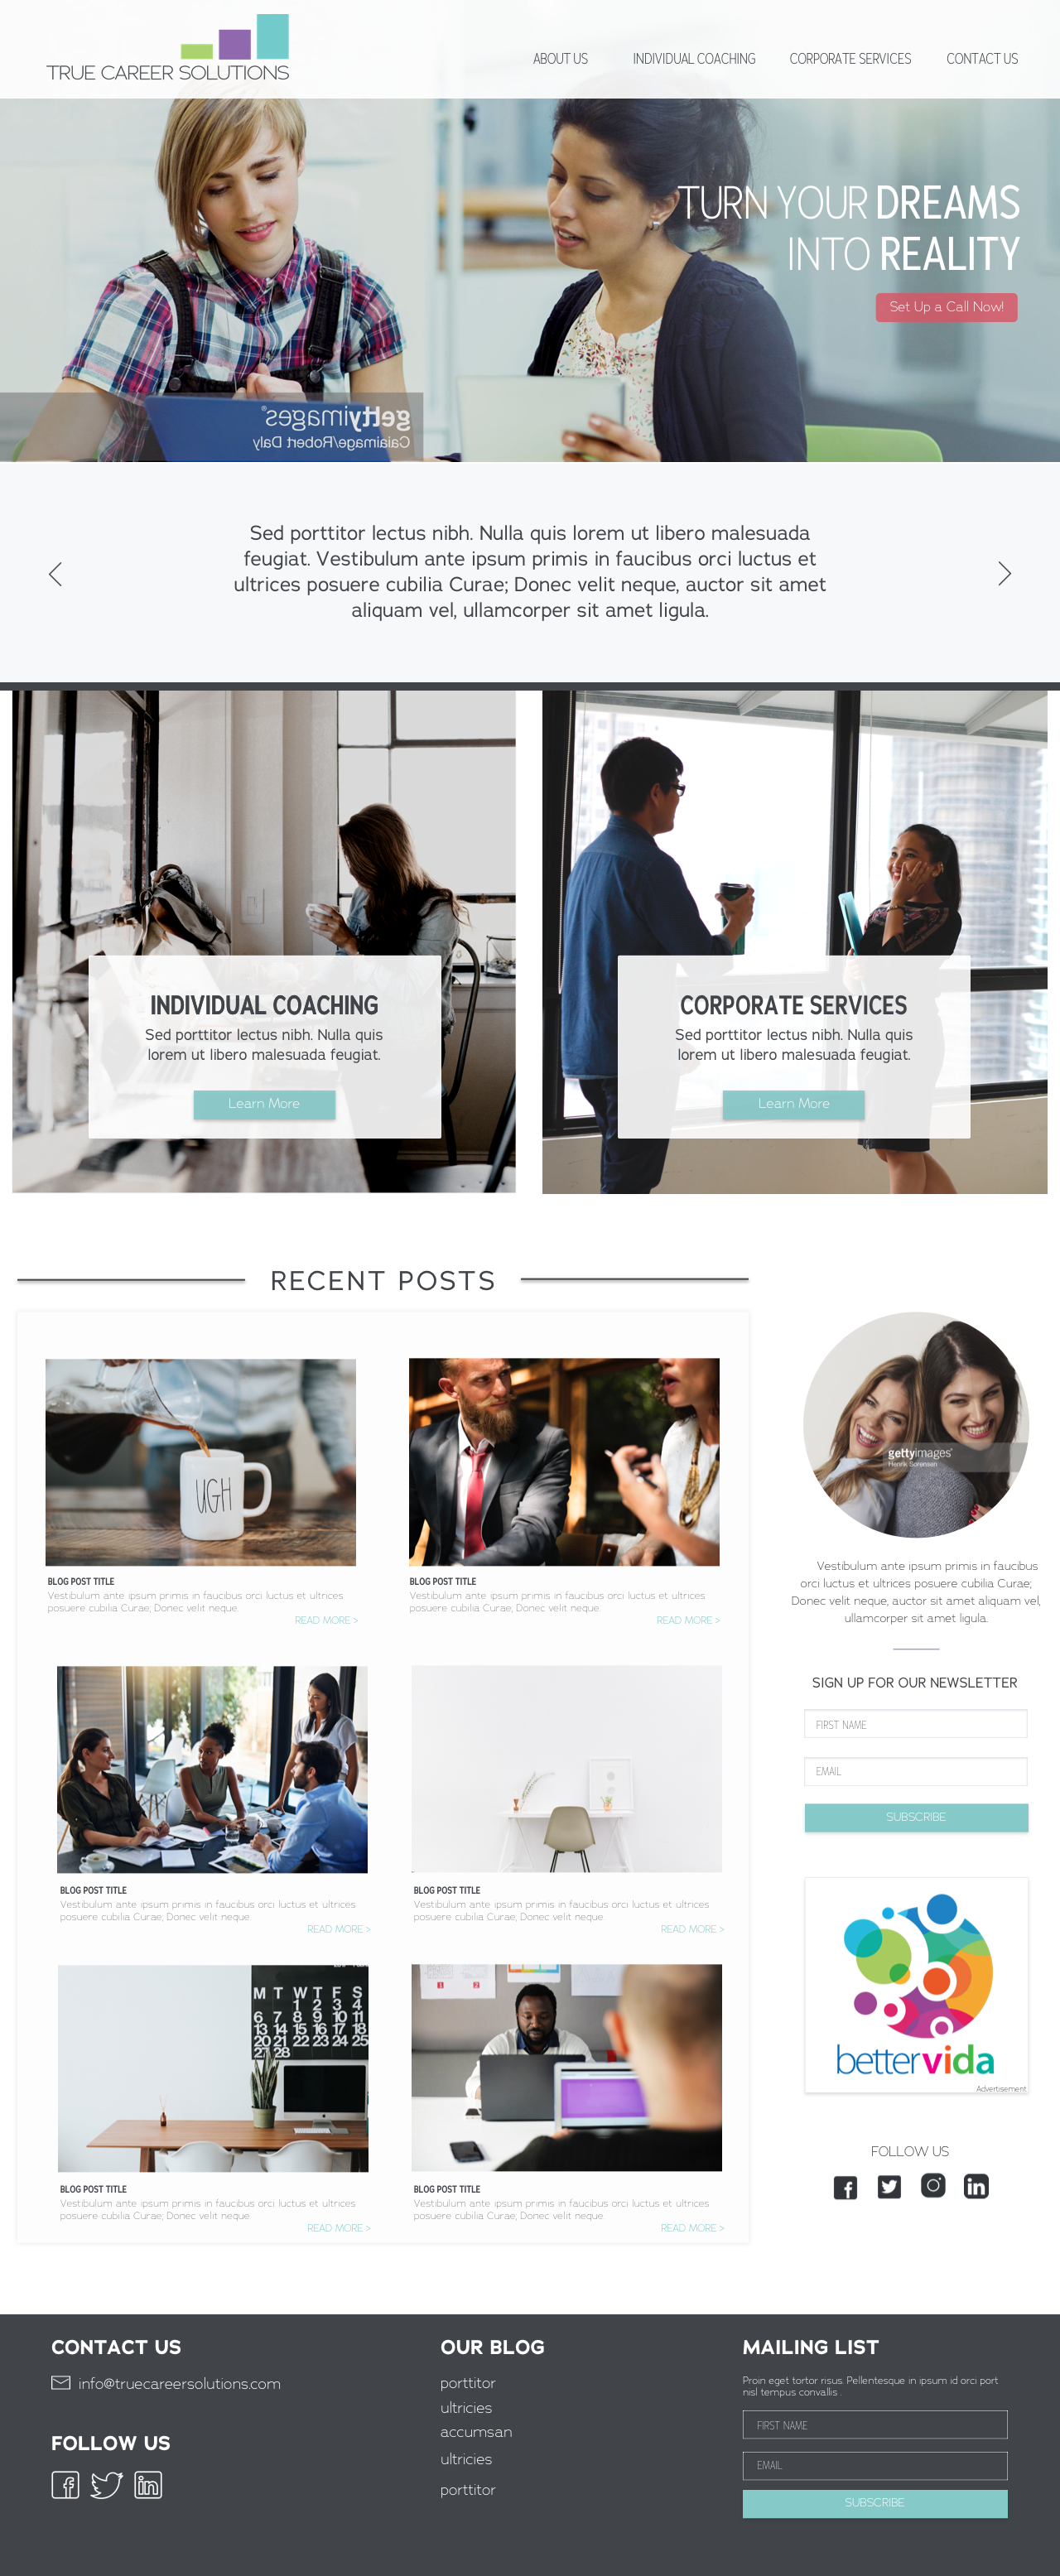 TRUE CAREER SOLUTIONS
ABOUT US
INDIVIDUAL COACHING
CORPORATE SERVICES
CONTACT US
TURN YOUR DREAMS
INTO REALITY
Set Up a Call Now!
gettyimages®
Caiaimage/Robert Daly
Sed porttitor lectus nibh. Nulla quis lorem ut libero malesuada
feugiat. Vestibulum ante ipsum primis in faucibus orci luctus et
ultrices posuere cubilia Curae; Donec velit neque, auctor sit amet
aliquam vel, ullamcorper sit amet ligula.
INDIVIDUAL COACHING
Sed porttitor lectus nibh. Nulla quis
lorem ut libero malesuada feugiat.
Learn More
CORPORATE SERVICES
Sed porttitor lectus nibh. Nulla quis
lorem ut libero malesuada feugiat.
Learn More
RECENT POSTS
UGH
BLOG POST TITLE
Vestibulum ante ipsum primis in faucibus orci luctus et ultrices
posuere cubilia Curae; Donec velit neque.
READ MORE >
BLOG POST TITLE
Vestibulum ante ipsum primis in faucibus orci luctus et ultrices
posuere cubilia Curae; Donec velit neque.
READ MORE >
BLOG POST TITLE
Vestibulum ante ipsum primis in faucibus orci luctus et ultrices
posuere cubilia Curae; Donec velit neque.
READ MORE >
BLOG POST TITLE
Vestibulum ante ipsum primis in faucibus orci luctus et ultrices
posuere cubilia Curae; Donec velit neque.
READ MORE >
M T W T F S
1 2 3 4
6 7 8 9 10 11
13 14 15 16 17 18
20 21 22 23 24 25
27 28
BLOG POST TITLE
Vestibulum ante ipsum primis in faucibus orci luctus et ultrices
posuere cubilia Curae; Donec velit neque.
READ MORE >
1 2
BLOG POST TITLE
Vestibulum ante ipsum primis in faucibus orci luctus et ultrices
posuere cubilia Curae; Donec velit neque.
READ MORE >
gettyimages®
Henrik Sorensen
Vestibulum ante ipsum primis in faucibus
orci luctus et ultrices posuere cubilia Curae;
Donec velit neque, auctor sit amet aliquam vel,
ullamcorper sit amet ligula.
SIGN UP FOR OUR NEWSLETTER
FIRST NAME
EMAIL
SUBSCRIBE
bettervida
Advertisement
FOLLOW US
CONTACT US
info@truecareersolutions.com
FOLLOW US
OUR BLOG
porttitor
ultricies
accumsan
ultricies
porttitor
MAILING LIST
Proin eget tortor risus. Pellentesque in ipsum id orci port
nisl tempus convallis .
FIRST NAME
EMAIL
SUBSCRIBE